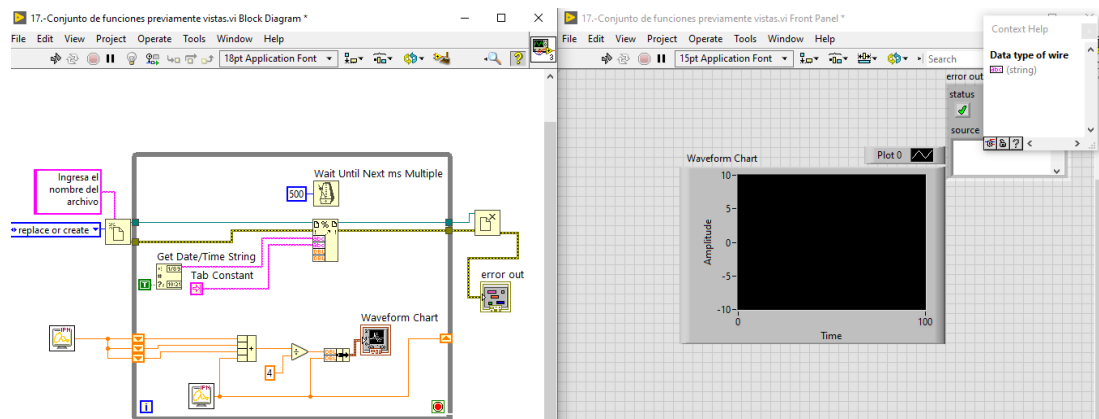 17.-Conjunto de funciones previamente vistas.vi Block Diagram *
File Edit View Project Operate Tools Window Help
18pt Application Font
?
3
Ingresa el
nombre del
archivo
replace or create
Wait Until Next ms Multiple
500
Get Date/Time String
Tab Constant
T
error out
Waveform Chart
4
i
17.-Conjunto de funciones previamente vistas.vi Front Panel *
File Edit View Project Operate Tools Window Help
15pt Application Font
Search
Context Help
Data type of wire
abc (string)
?
error out
status
source
Waveform Chart
Plot 0
10
5
0
-5
-10
Amplitude
0
100
Time